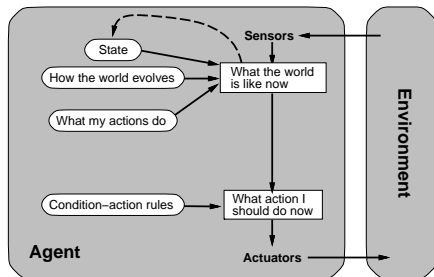 Sensors
State
How the world evolves
What my actions do
What the world
is like now
Environment
Condition–action rules
What action I
should do now
Agent
Actuators